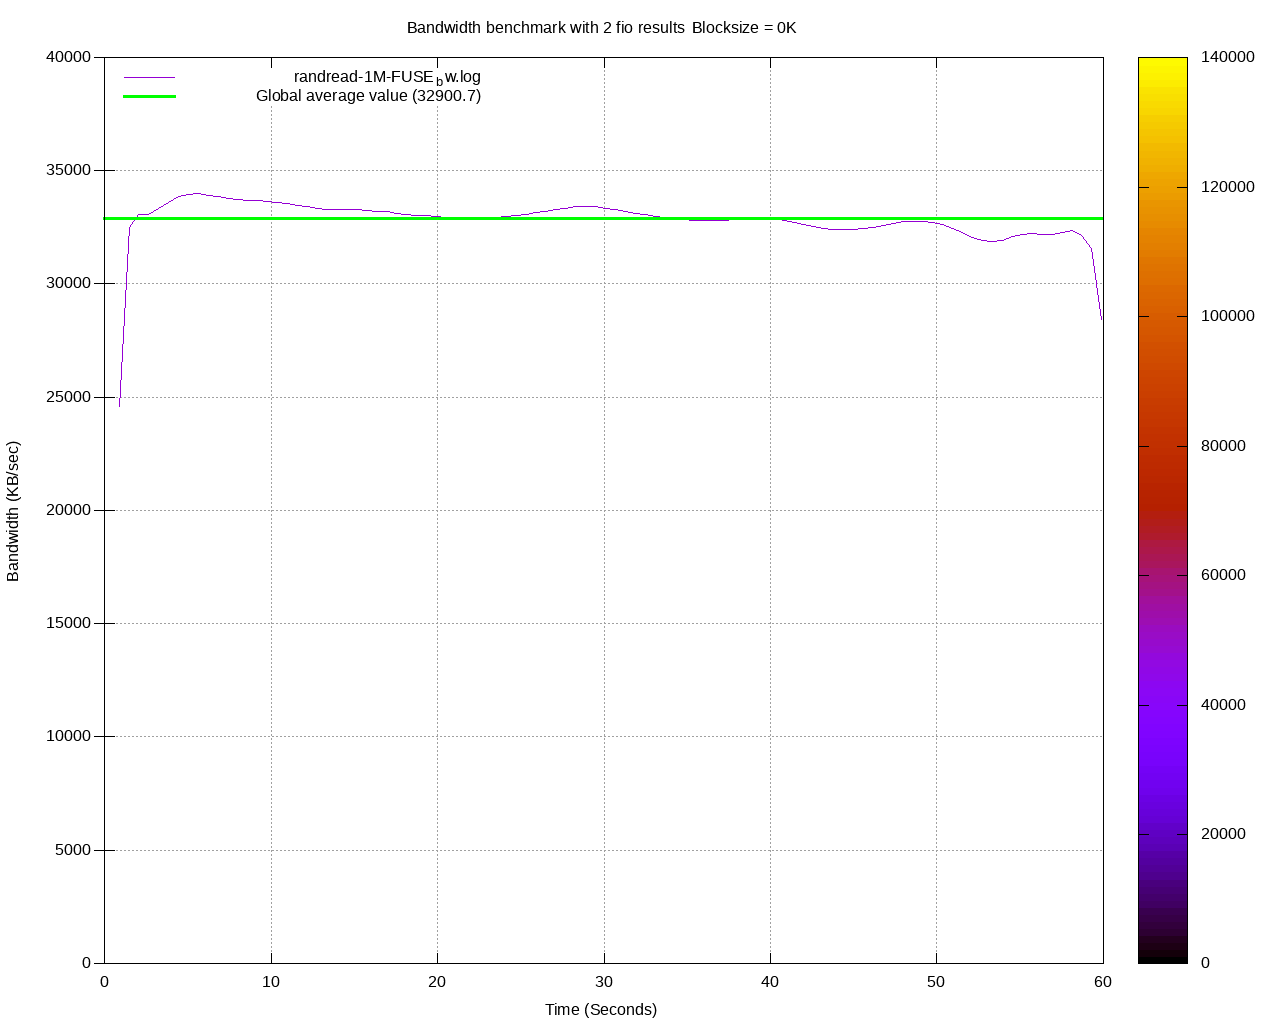 Bandwidth benchmark with 2 fio results Blocksize = 0K
randread-1M-FUSEbw.log
Global average value (32900.7)
40000
35000
30000
25000
20000
15000
10000
5000
0
Bandwidth (KB/sec)
0 10 20 30 40 50 60
Time (Seconds)
140000
120000
100000
80000
60000
40000
20000
0